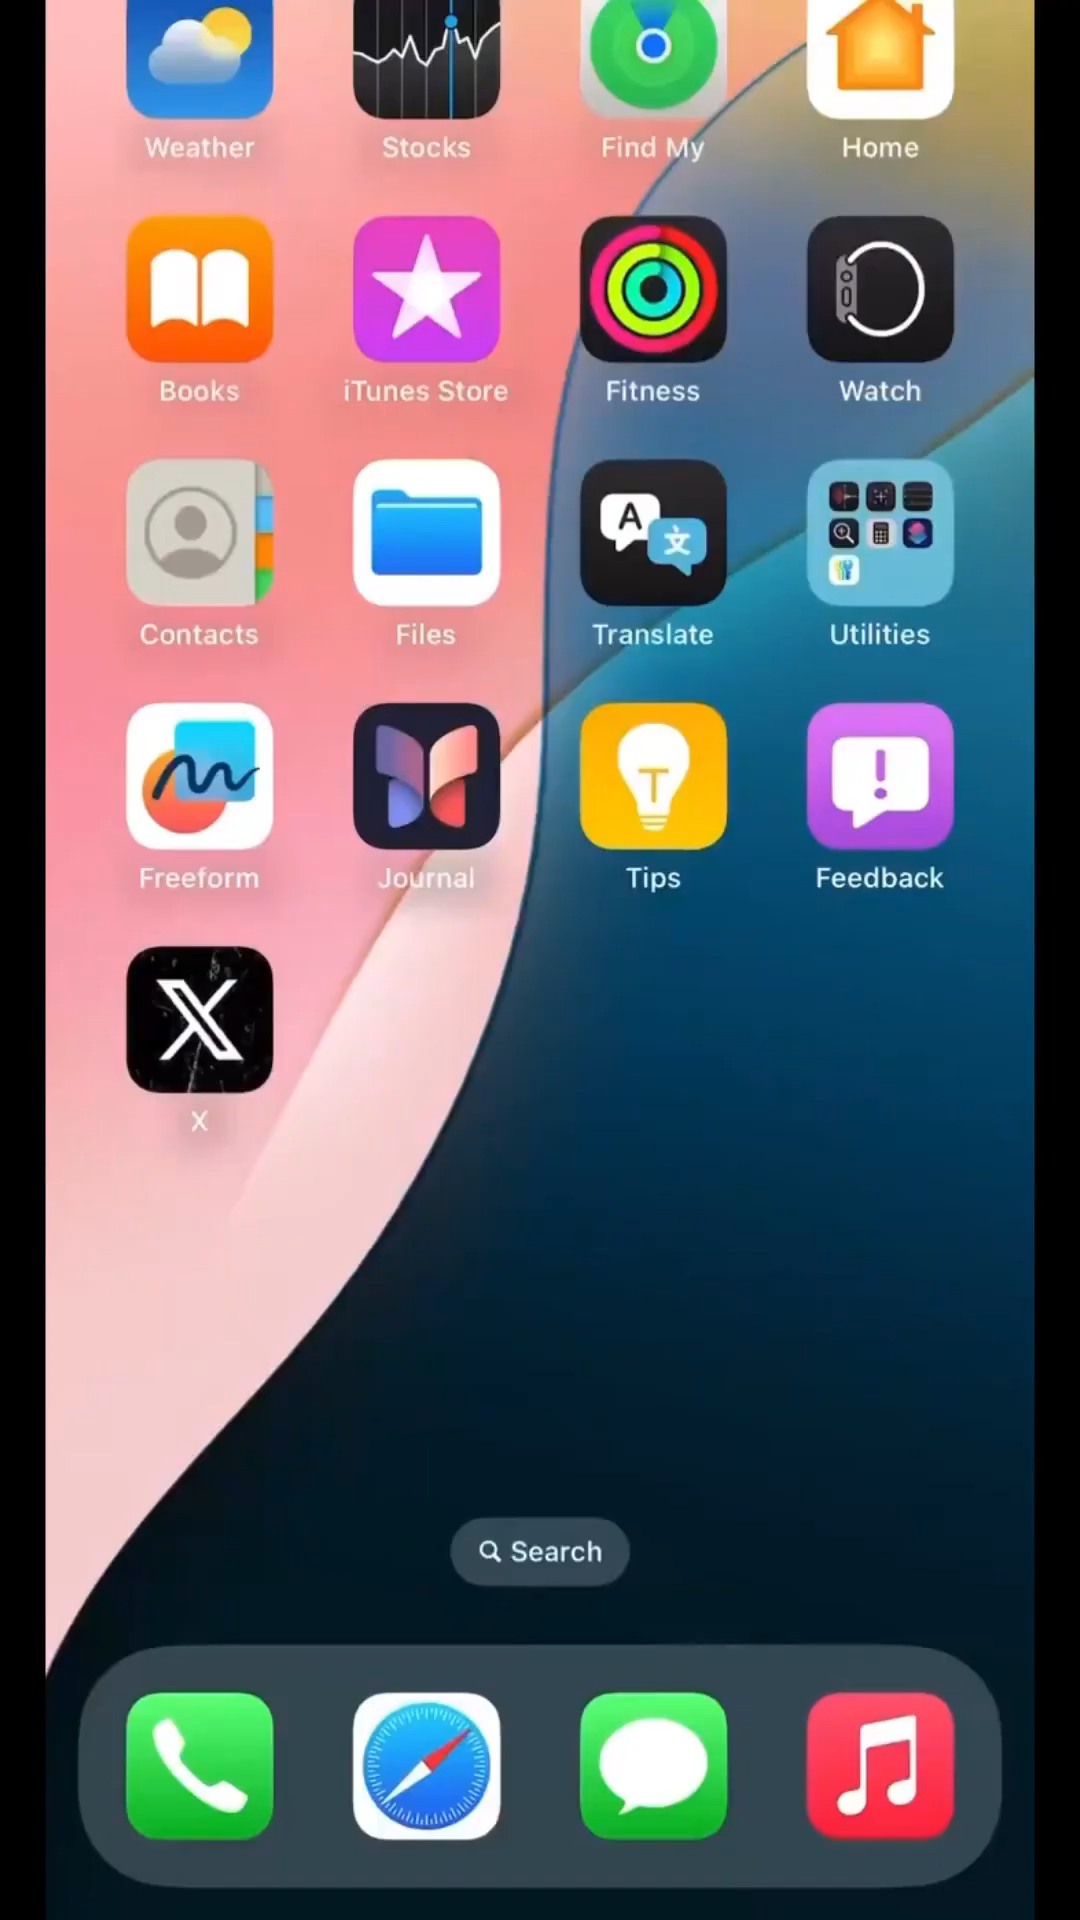 Weather Stocks Find My Home
Books iTunes Store Fitness Watch
A
文
Contacts Files Translate Utilities
T
Freeform Journal Tips Feedback
X
X
Search